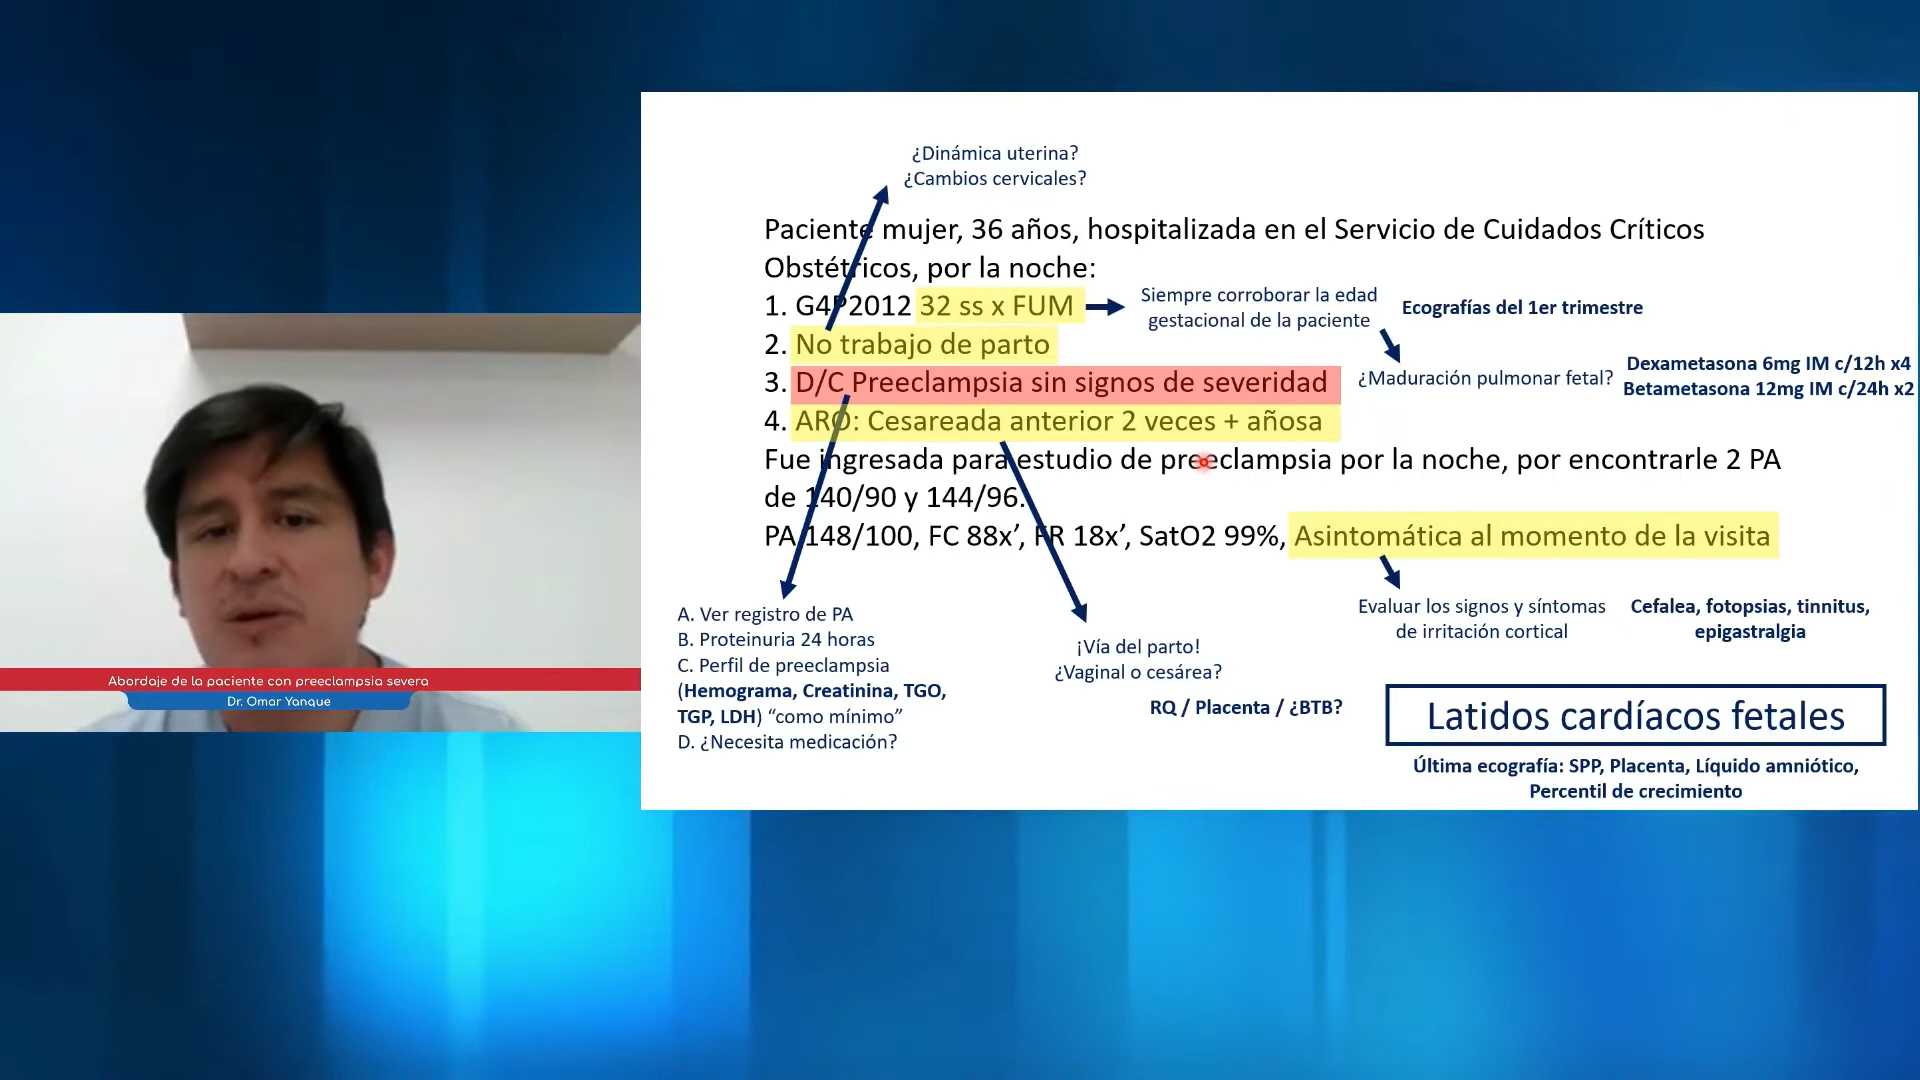 ¿Dinámica uterina?
¿Cambios cervicales?
Paciente mujer, 36 años, hospitalizada en el Servicio de Cuidados Críticos
Obstétricos, por la noche:
1. G4P2012 32 ss x FUM
Siempre corroborar la edad
gestacional de la paciente
Ecografías del 1er trimestre
2. No trabajo de parto
3. D/C Preeclampsia sin signos de severidad
¿Maduración pulmonar fetal?
Dexametasona 6mg IM c/12h x4
Betametasona 12mg IM c/24h x2
4. ARO: Cesareada anterior 2 veces + añosa
Fue ingresada para estudio de preeclampsia por la noche, por encontrarle 2 PA
de 140/90 y 144/96.
PA 148/100, FC 88x’, FR 18x’, SatO2 99%, Asintomática al momento de la visita
A. Ver registro de PA
B. Proteinuria 24 horas
C. Perfil de preeclampsia
(Hemograma, Creatinina, TGO,
TGP, LDH) “como mínimo”
D. ¿Necesita medicación?
¡Vía del parto!
¿Vaginal o cesárea?
RQ / Placenta / ¿BTB?
Evaluar los signos y síntomas
de irritación cortical
Cefalea, fotopsias, tinnitus,
epigastralgia
Latidos cardíacos fetales
Última ecografía: SPP, Placenta, Líquido amniótico,
Percentil de crecimiento
Abordaje de la paciente con preeclampsia severa
Dr. Omar Yanque